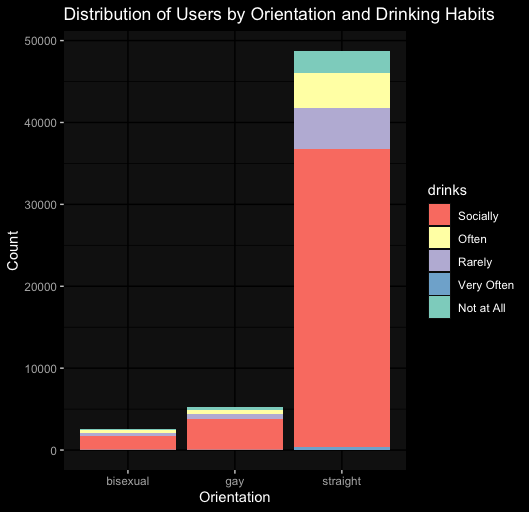 Distribution of Users by Orientation and Drinking Habits
50000
40000
30000
20000
10000
0
Count
bisexual
gay
straight
Orientation
drinks
Socially
Often
Rarely
Very Often
Not at All